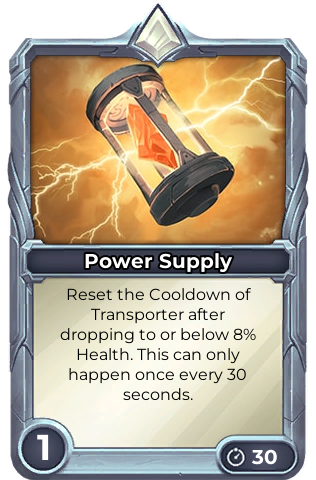 Power Supply
Reset the Cooldown of
Transporter after
dropping to or below 8%
Health. This can only
happen once every 30
seconds.
1
30